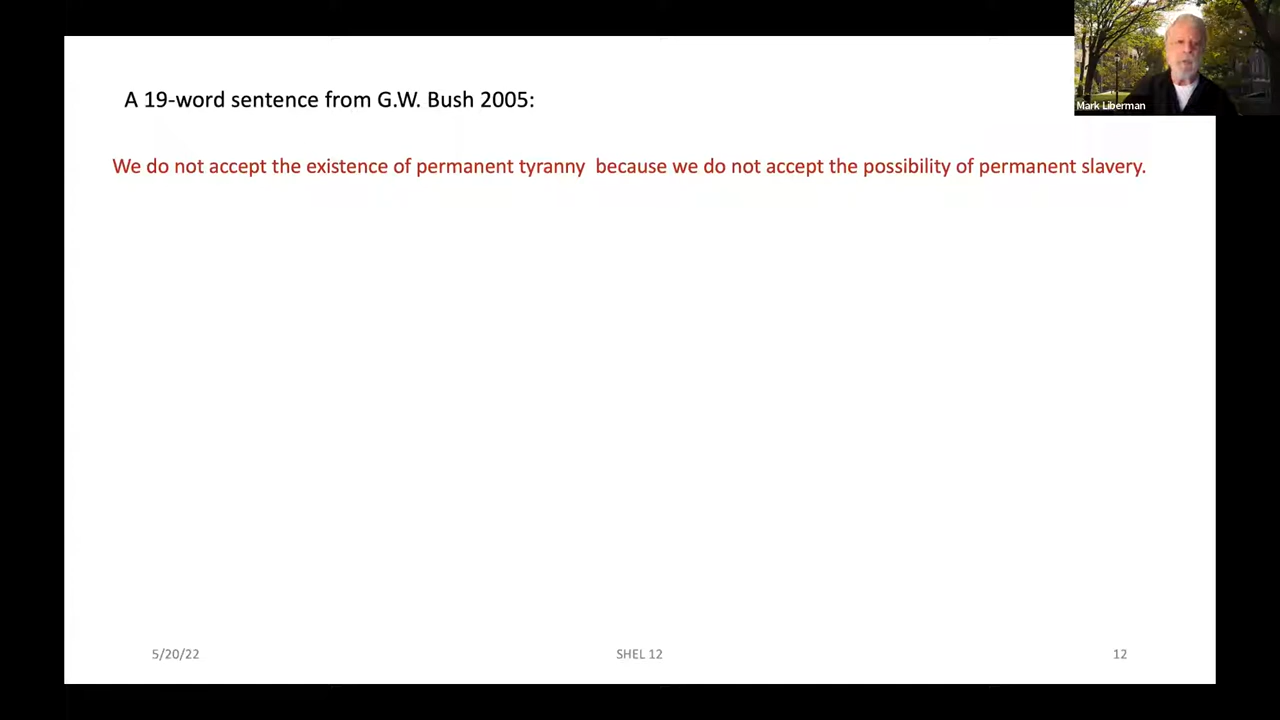 A 19-word sentence from G.W. Bush 2005:
We do not accept the existence of permanent tyranny  because we do not accept the possibility of permanent slavery.
Mark Liberman
5/20/22
SHEL 12
12